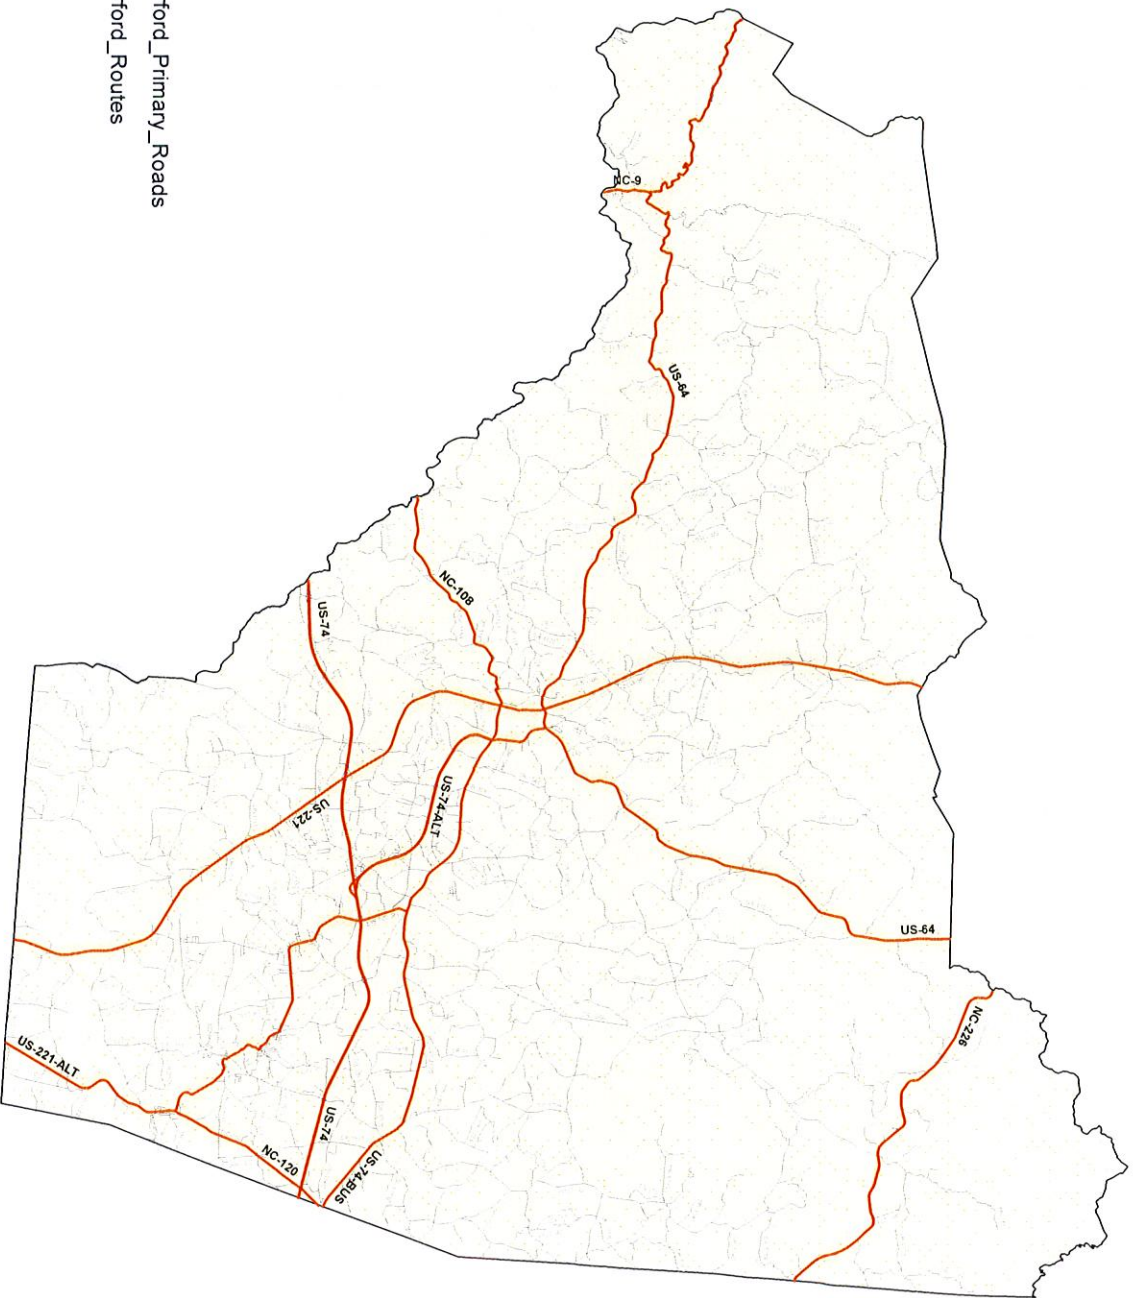 ford_Primary_Roads
ford_Routes
NC-9
US-64
NC-108
US-74
US-74-ALT
US-221
US-64
NC-226
US-221-ALT
NC-120
US-74
US-74-BUS